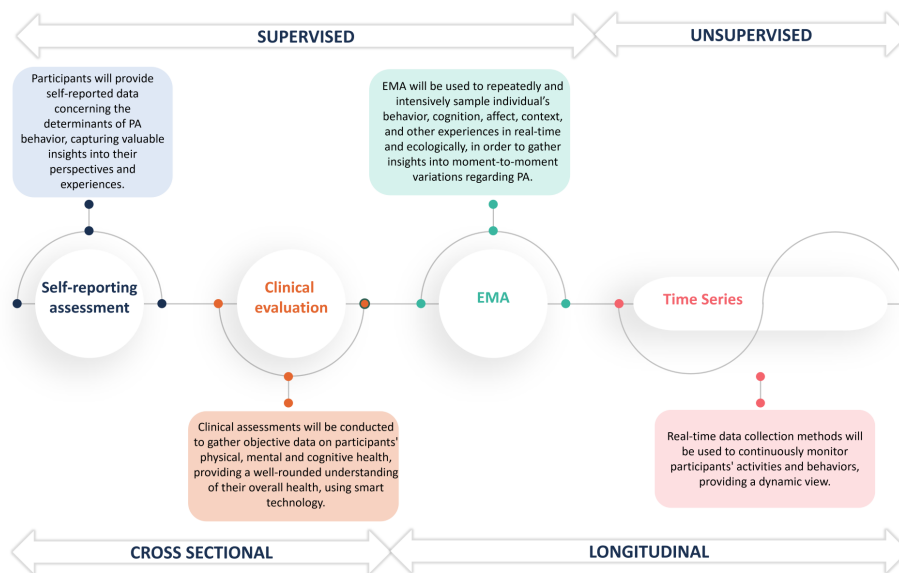 SUPERVISED
UNSUPERVISED
Participants will provide
self-reported data
concerning the
determinants of PA
behavior, capturing valuable
insights into their
perspectives and
experiences.
EMA will be used to repeatedly and
intensively sample individual’s
behavior, cognition, affect, context,
and other experiences in real-time
and ecologically, in order to gather
insights into moment-to-moment
variations regarding PA.
Self-reporting
assessment
Clinical
evaluation
EMA
Time Series
Clinical assessments will be conducted
to gather objective data on participants'
physical, mental and cognitive health,
providing a well-rounded understanding
of their overall health, using smart
technology.
Real-time data collection methods will
be used to continuously monitor
participants' activities and behaviors,
providing a dynamic view.
CROSS SECTIONAL
LONGITUDINAL